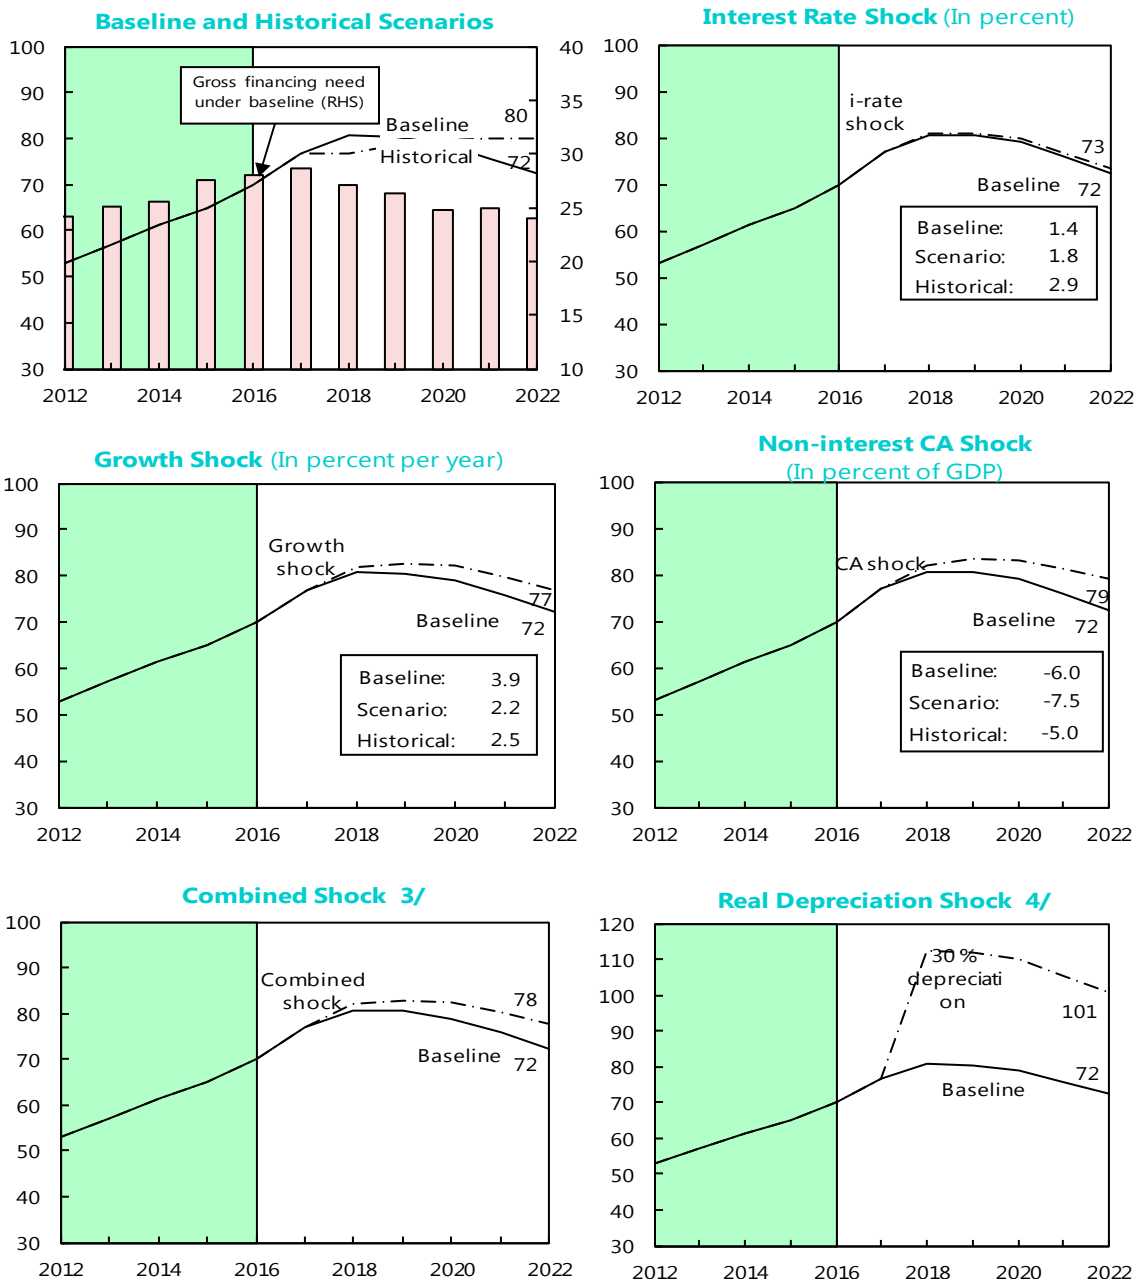 Baseline and Historical Scenarios
100
90
80
70
60
50
40
30
40
35
30
25
20
15
10
Gross financing need
under baseline (RHS)
80
Baseline
Historical
72
2012 2014 2016 2018 2020 2022
Interest Rate Shock (In percent)
100
90
80
70
60
50
40
30
i-rate
shock
73
Baseline 72
Baseline: 1.4
Scenario: 1.8
Historical: 2.9
2012 2014 2016 2018 2020 2022
Growth Shock (In percent per year)
100
90
80
70
60
50
40
30
Growth
shock
77
Baseline
72
Baseline: 3.9
Scenario: 2.2
Historical: 2.5
2012 2014 2016 2018 2020 2022
Non-interest CA Shock
(In percent of GDP)
100
90
80
70
60
50
40
30
CA shock
79
Baseline 72
Baseline: -6.0
Scenario: -7.5
Historical: -5.0
2012 2014 2016 2018 2020 2022
Combined Shock 3/
100
90
80
70
60
50
40
30
Combined
shock
78
Baseline
72
2012 2014 2016 2018 2020 2022
Real Depreciation Shock 4/
120
110
100
90
80
70
60
50
40
30
30 %
depreciati
on
101
72
Baseline
2012 2014 2016 2018 2020 2022